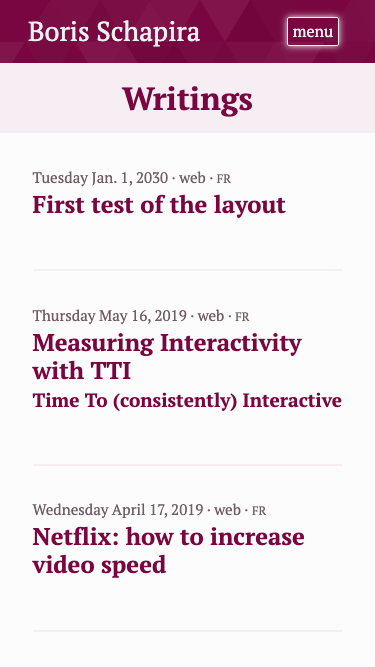 Boris Schapira
menu
Writings
Tuesday Jan. 1, 2030 · web · FR
First test of the layout
Thursday May 16, 2019 · web · FR
Measuring Interactivity
with TTI
Time To (consistently) Interactive
Wednesday April 17, 2019 · web · FR
Netflix: how to increase
video speed